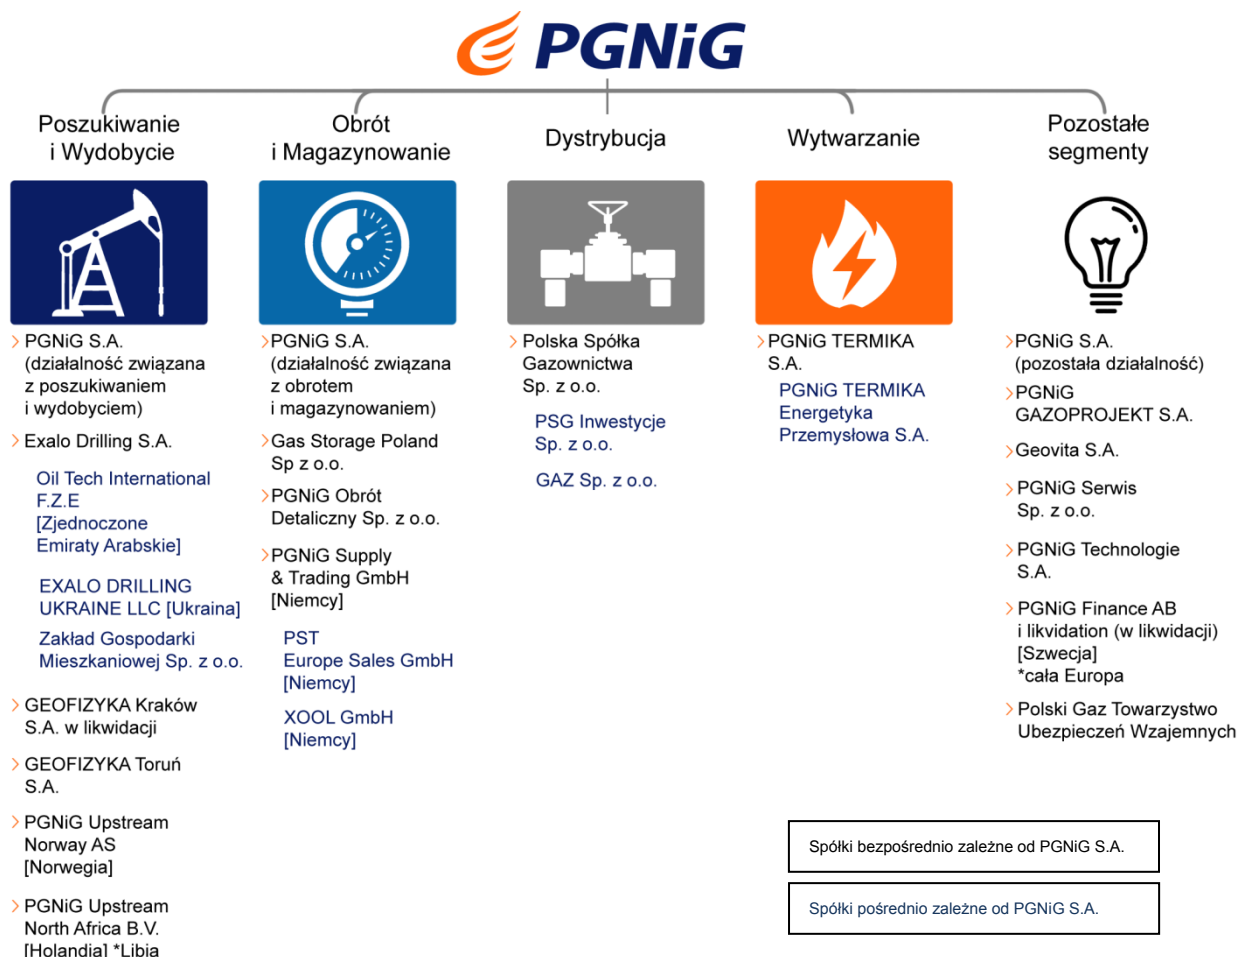 PGNiG
Poszukiwanie
i Wydobycie
PGNiG S.A.
(działalność związana
z poszukiwaniem
i wydobyciem)
Exalo Drilling S.A.
Oil Tech International
F.Z.E
[Zjednoczone
Emiraty Arabskie]
EXALO DRILLING
UKRAINE LLC [Ukraina]
Zakład Gospodarki
Mieszkaniowej Sp. z o.o.
GEOFIZYKA Kraków
S.A. w likwidacji
GEOFIZYKA Toruń
S.A.
PGNiG Upstream
Norway AS
[Norwegia]
PGNiG Upstream
North Africa B.V.
[Holandia] *Libia
Obrót
i Magazynowanie
PGNiG S.A.
(działalność związana
z obrotem
i magazynowaniem)
Gas Storage Poland
Sp z o.o.
PGNiG Obrót
Detaliczny Sp. z o.o.
PGNiG Supply
& Trading GmbH
[Niemcy]
PST
Europe Sales GmbH
[Niemcy]
XOOL GmbH
[Niemcy]
Dystrybucja
Polska Spółka
Gazownictwa
Sp. z o.o.
PSG Inwestycje
Sp. z o.o.
GAZ Sp. z o.o.
Wytwarzanie
PGNiG TERMIKA
S.A.
PGNiG TERMIKA
Energetyka
Przemysłowa S.A.
Pozostałe
segmenty
PGNiG S.A.
(pozostała działalność)
PGNiG
GAZOPROJEKT S.A.
Geovita S.A.
PGNiG Serwis
Sp. z o.o.
PGNiG Technologie
S.A.
PGNiG Finance AB
i likvidation (w likwidacji)
[Szwecja]
*cała Europa
Polski Gaz Towarzystwo
Ubezpieczeń Wzajemnych
Spółki bezpośrednio zależne od PGNiG S.A.
Spółki pośrednio zależne od PGNiG S.A.